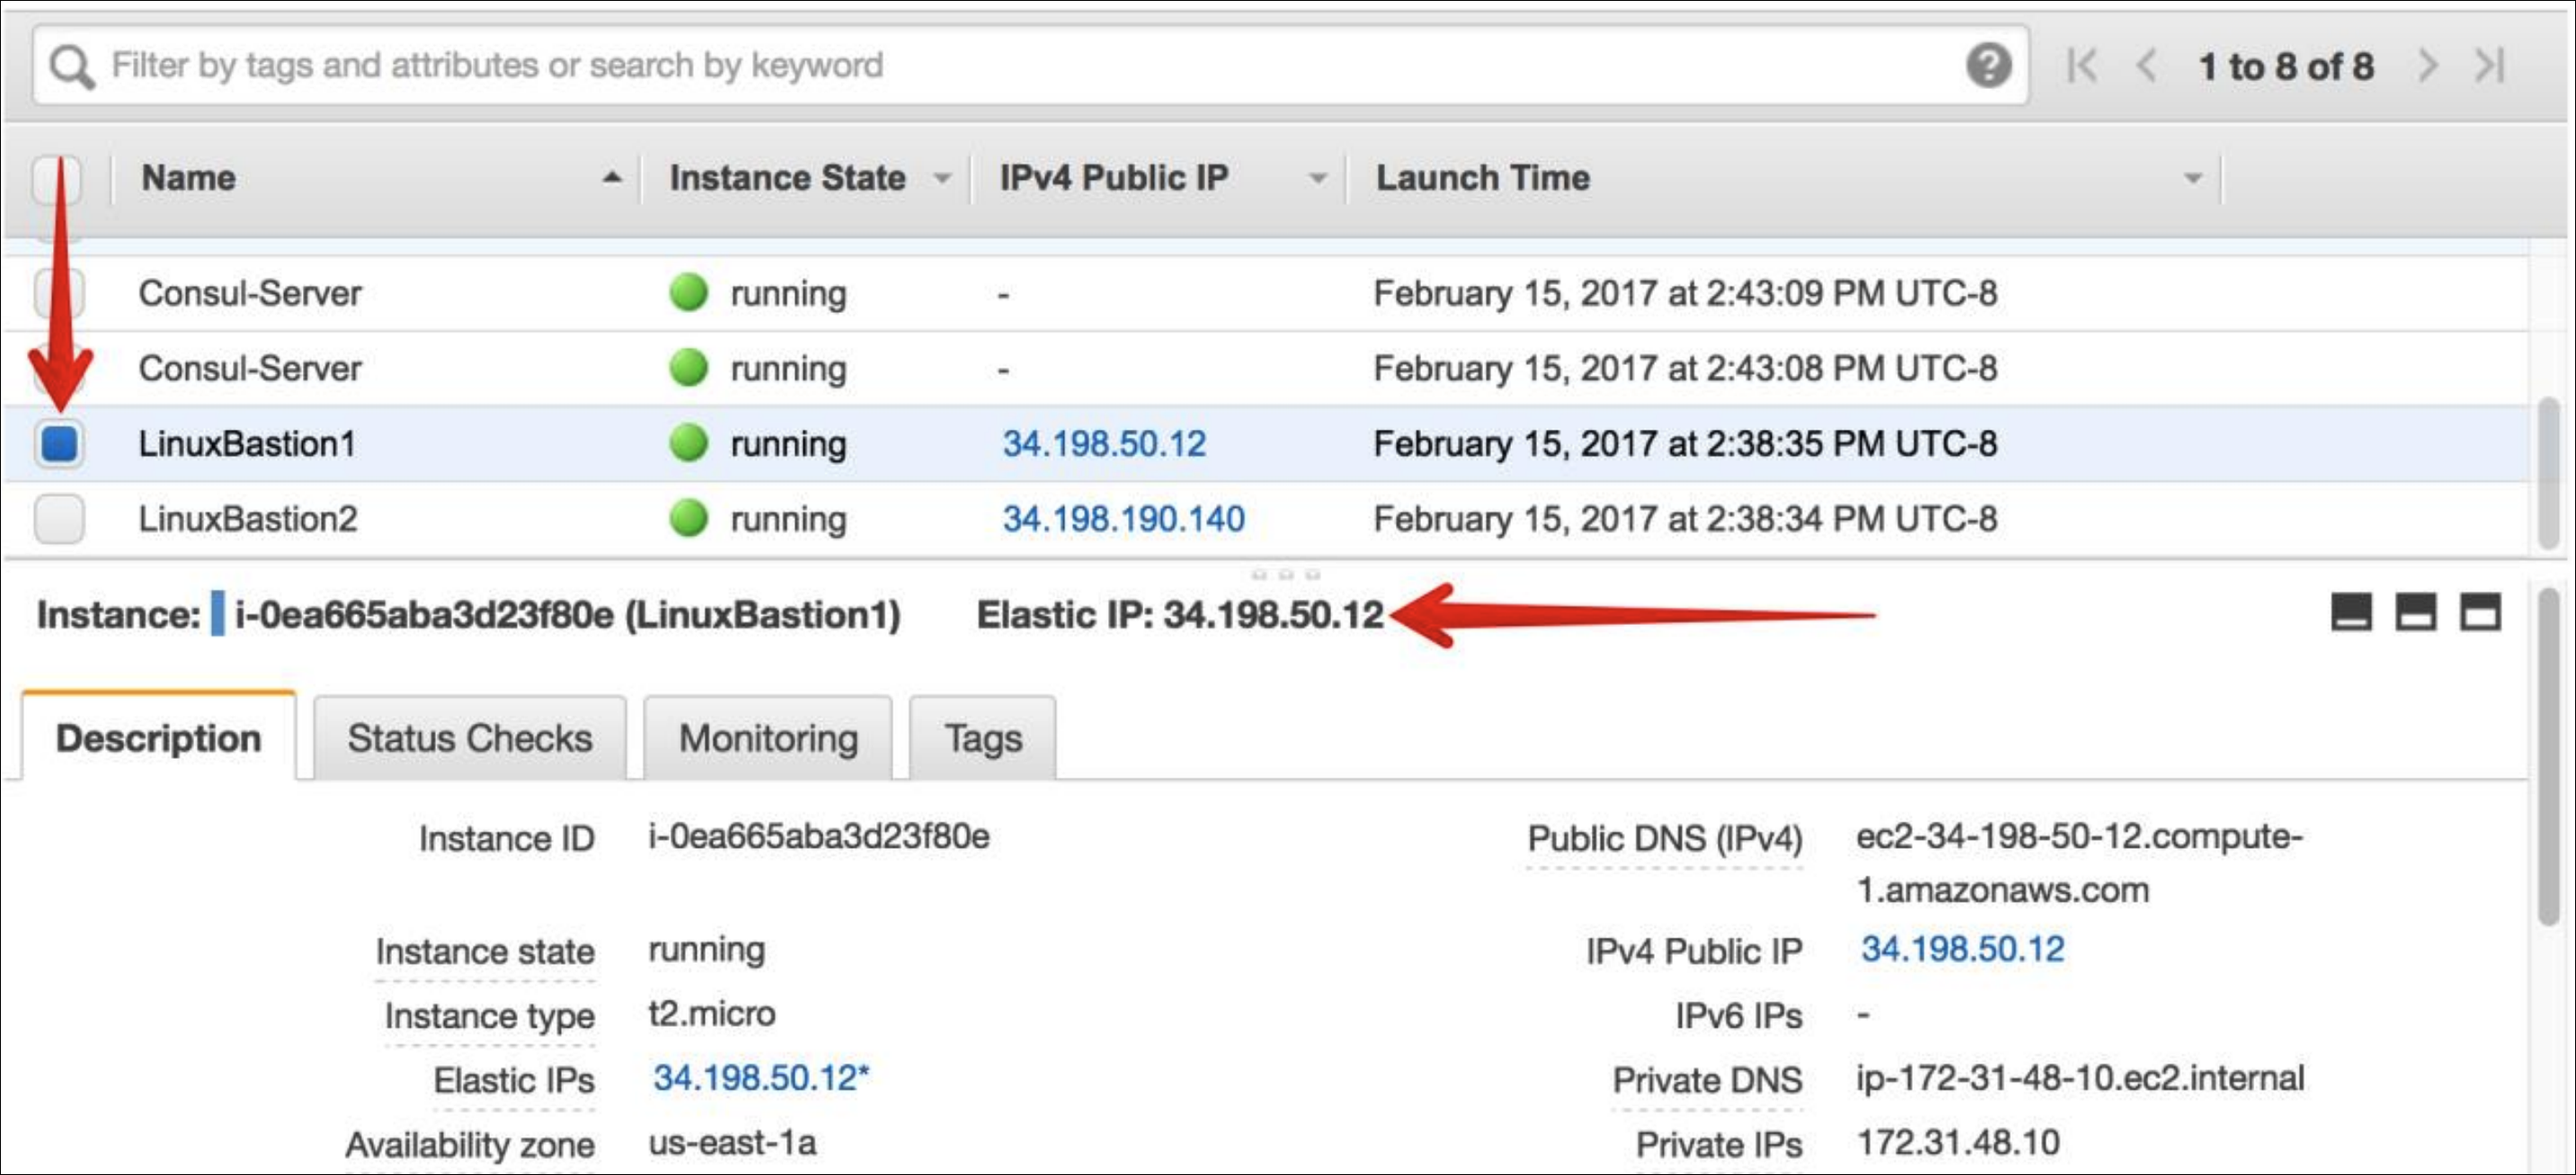 Filter by tags and attributes or search by keyword
1 to 8 of 8
Name Instance State IPv4 Public IP Launch Time
Consul-Server running - February 15, 2017 at 2:43:09 PM UTC-8
Consul-Server running - February 15, 2017 at 2:43:08 PM UTC-8
LinuxBastion1 running 34.198.50.12 February 15, 2017 at 2:38:35 PM UTC-8
LinuxBastion2 running 34.198.190.140 February 15, 2017 at 2:38:34 PM UTC-8
Instance: i-0ea665aba3d23f80e (LinuxBastion1) Elastic IP: 34.198.50.12
Description Status Checks Monitoring Tags
Instance ID i-0ea665aba3d23f80e
Instance state running
Instance type t2.micro
Elastic IPs 34.198.50.12*
Availability zone us-east-1a
Public DNS (IPv4) ec2-34-198-50-12.compute-
1.amazonaws.com
IPv4 Public IP 34.198.50.12
IPv6 IPs -
Private DNS ip-172-31-48-10.ec2.internal
Private IPs 172.31.48.10